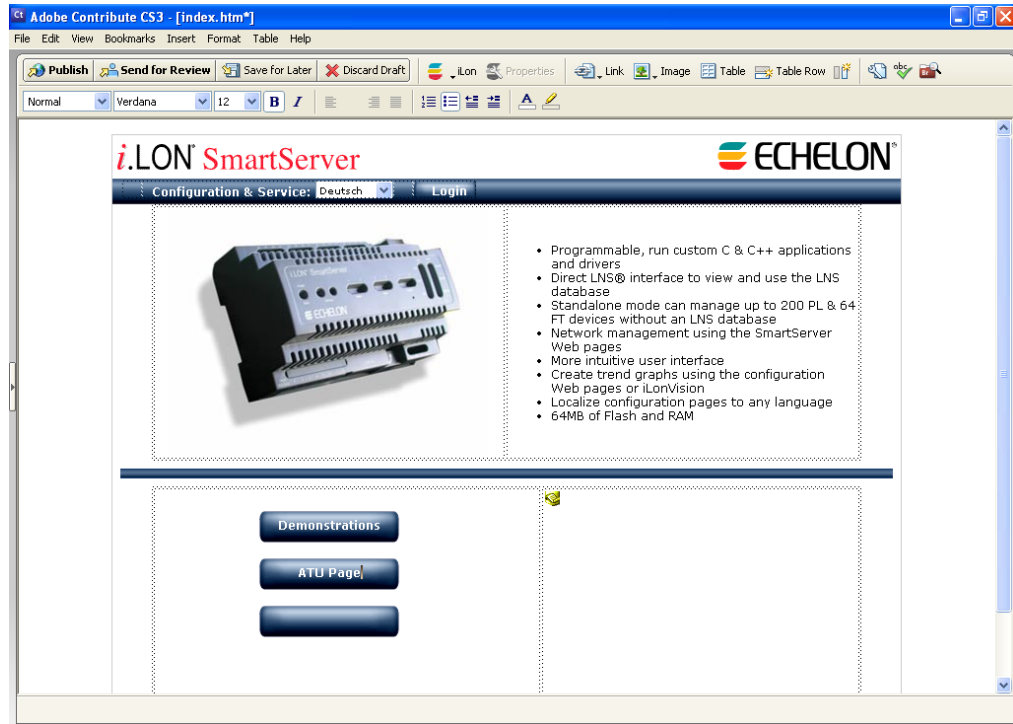 Ct Adobe Contribute CS3 - [index.htm*]
File Edit View Bookmarks Insert Format Table Help
Publish Send for Review Save for Later Discard Draft iLon Properties Link Image Table Table Row abc
Normal Verdana 12 B I
i.LON® SmartServer ECHELON®
Configuration & Service: Deutsch Login
• Programmable, run custom C & C++ applications
and drivers
• Direct LNS® interface to view and use the LNS
database
• Standalone mode can manage up to 200 PL & 64
FT devices without an LNS database
• Network management using the SmartServer
Web pages
• More intuitive user interface
• Create trend graphs using the configuration
Web pages or iLonVision
• Localize configuration pages to any language
• 64MB of Flash and RAM
i.LON SmartServer
ECHELON
Demonstrations
ATU Page